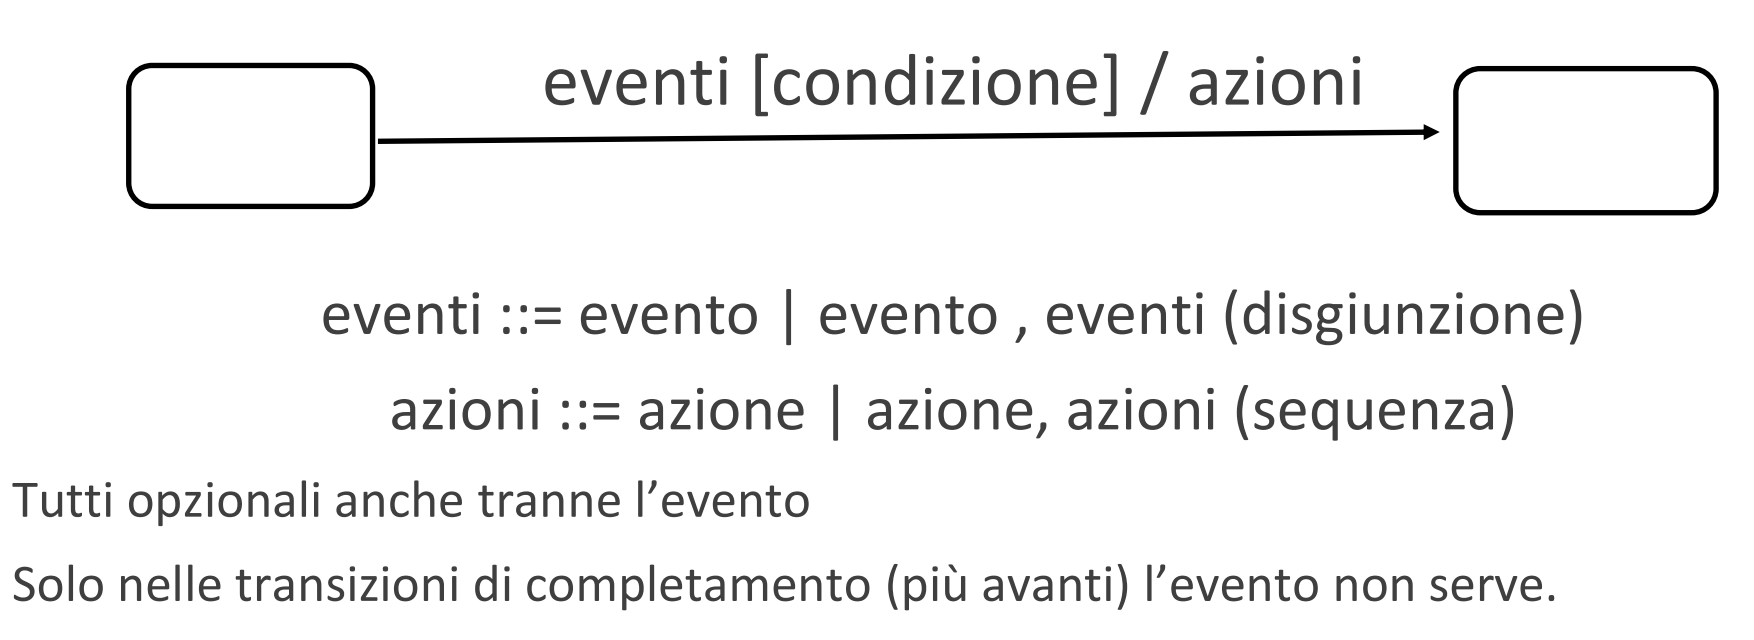 eventi [condizione] / azioni
eventi ::= evento | evento , eventi (disgiunzione)
azioni ::= azione | azione, azioni (sequenza)
Tutti opzionali anche tranne l’evento
Solo nelle transizioni di completamento (più avanti) l’evento non serve.